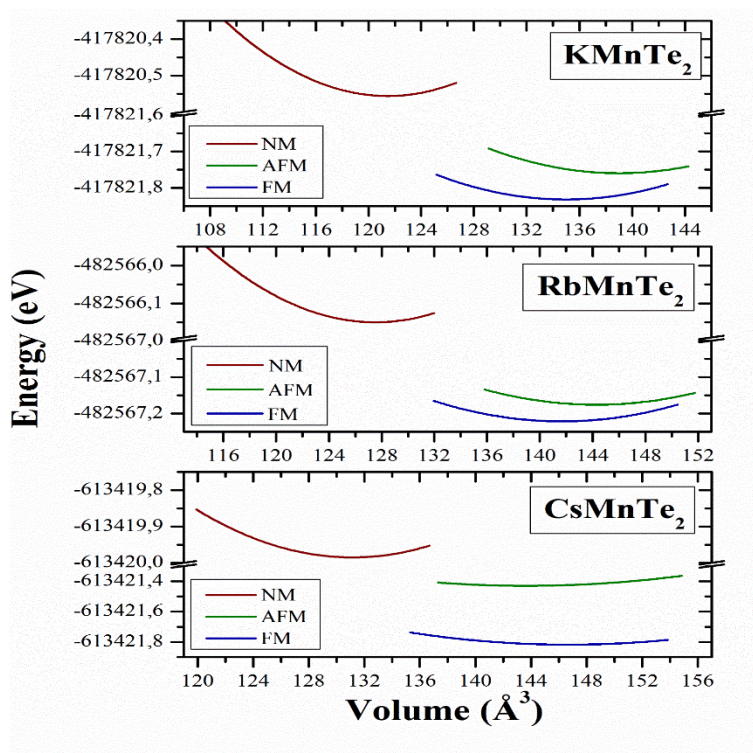 KMnTe2
-417820,4
-417820,5
-417821,6
-417821,7
-417821,8
NM
AFM
FM
108 112 116 120 124 128 132 136 140 144
RbMnTe2
-482566,0
-482566,1
-482567,0
-482567,1
-482567,2
NM
AFM
FM
116 120 124 128 132 136 140 144 148 152
CsMnTe2
-613419,8
-613419,9
-613420,0
-613421,4
-613421,6
-613421,8
NM
AFM
FM
120 124 128 132 136 140 144 148 152 156
Energy (eV)
Volume (Å3)